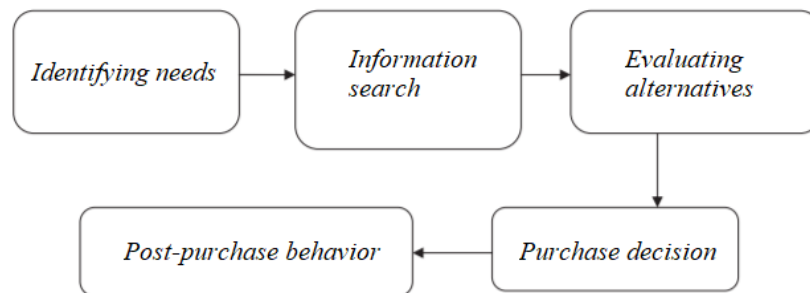 Identifying needs
Information
search
Evaluating
alternatives
Purchase decision
Post-purchase behavior